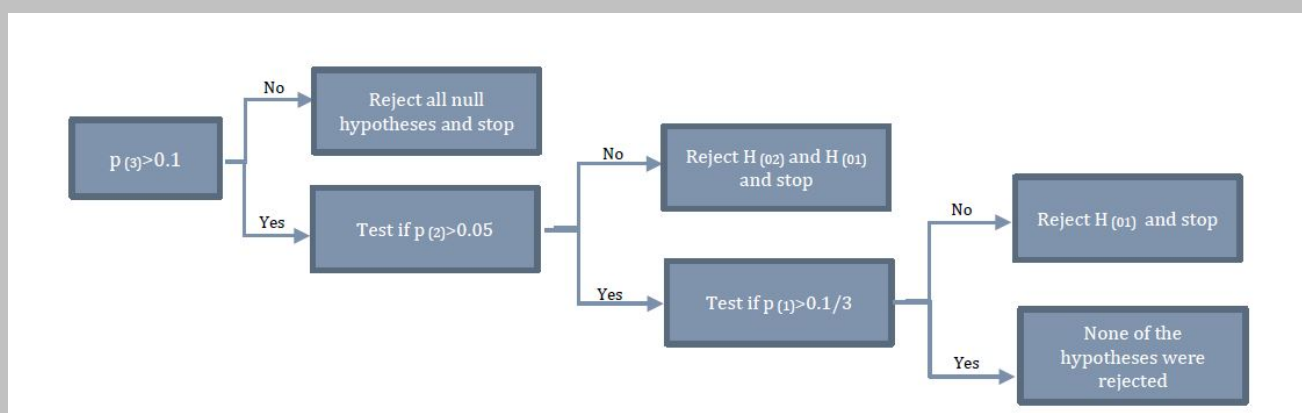 p (3)>0.1
No
Reject all null
hypotheses and stop
Yes
Test if p (2)>0.05
No
Reject H (02) and H (01)
and stop
Yes
Test if p (1)>0.1/3
No
Reject H (01) and stop
Yes
None of the
hypotheses were
rejected